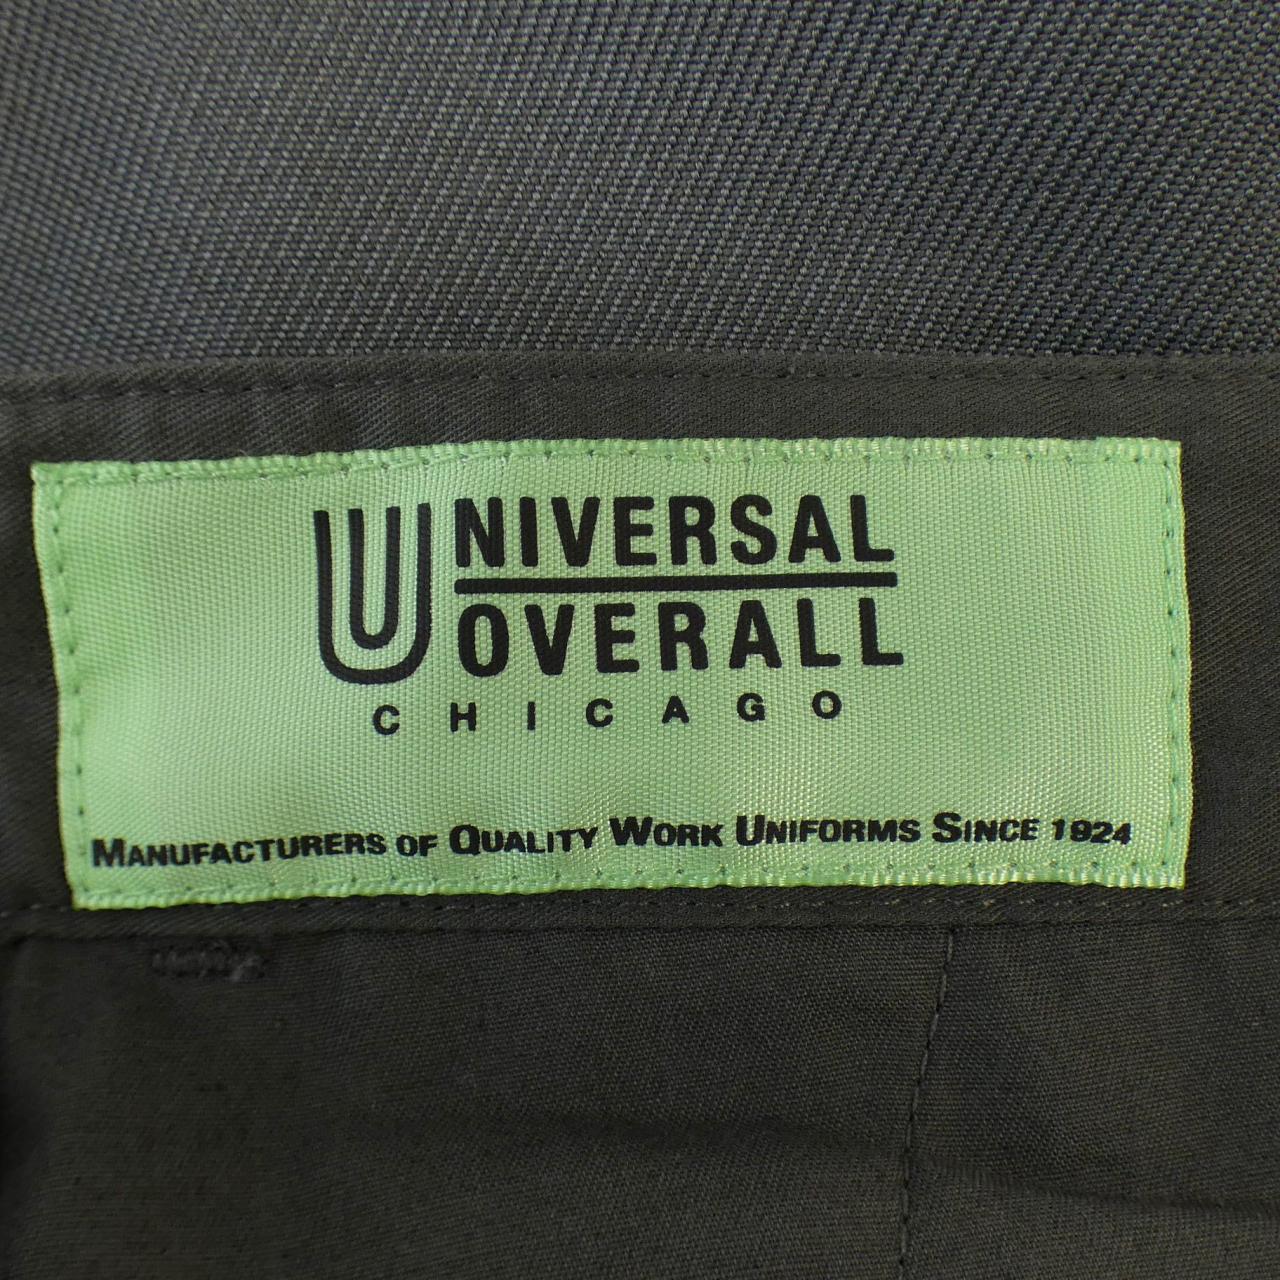 UNIVERSAL
OVERALL
CHICAGO
MANUFACTURERS OF QUALITY WORK UNIFORMS SINCE 1924